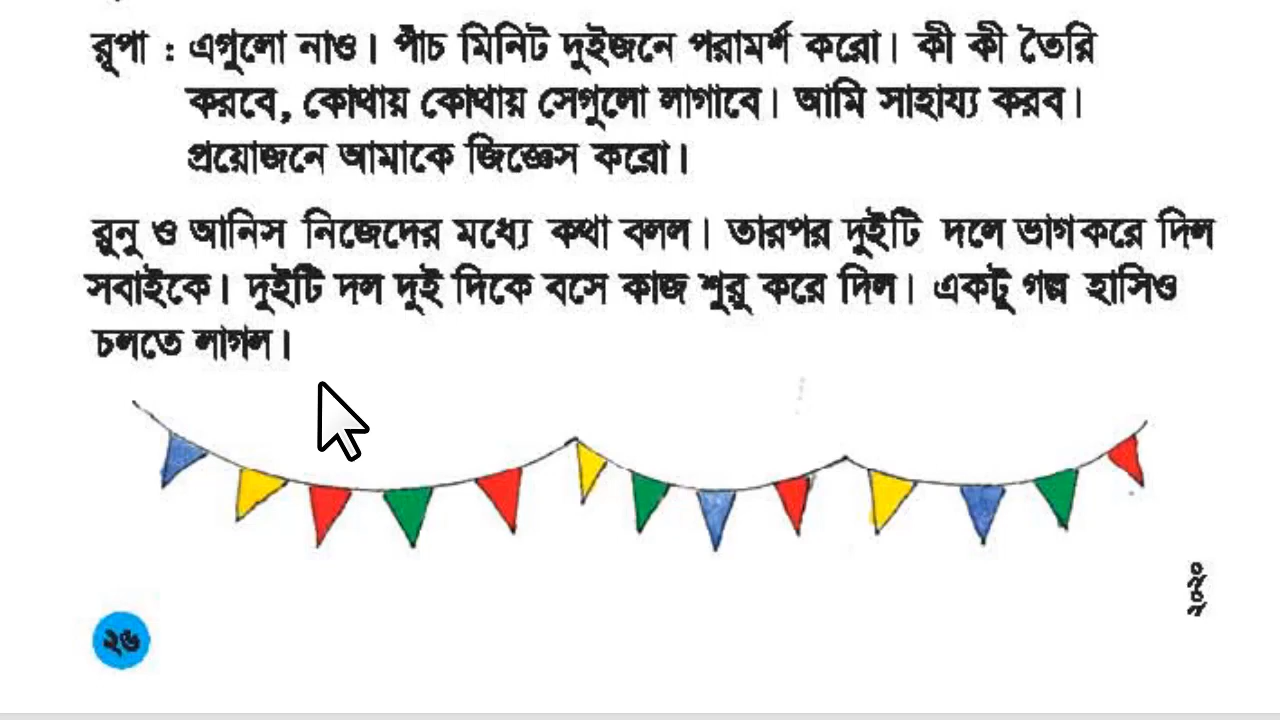 রূপা : এগুলো নাও। পাঁচ মিনিট দুইজনে পরামর্শ করো। কী কী তৈরি
করবে, কোথায় কোথায় সেগুলো লাগাবে। আমি সাহায্য করব।
প্রয়োজনে আমাকে জিজ্ঞেস করো।
রুনু ও আনিস নিজেদের মধ্যে কথা বলল। তারপর দুইটি দলে ভাগকরে দিল
সবাইকে। দুইটি দল দুই দিকে বসে কাজ শুরু করে দিল। একটু গল্প হাসিও
চলতে লাগল।
২৬